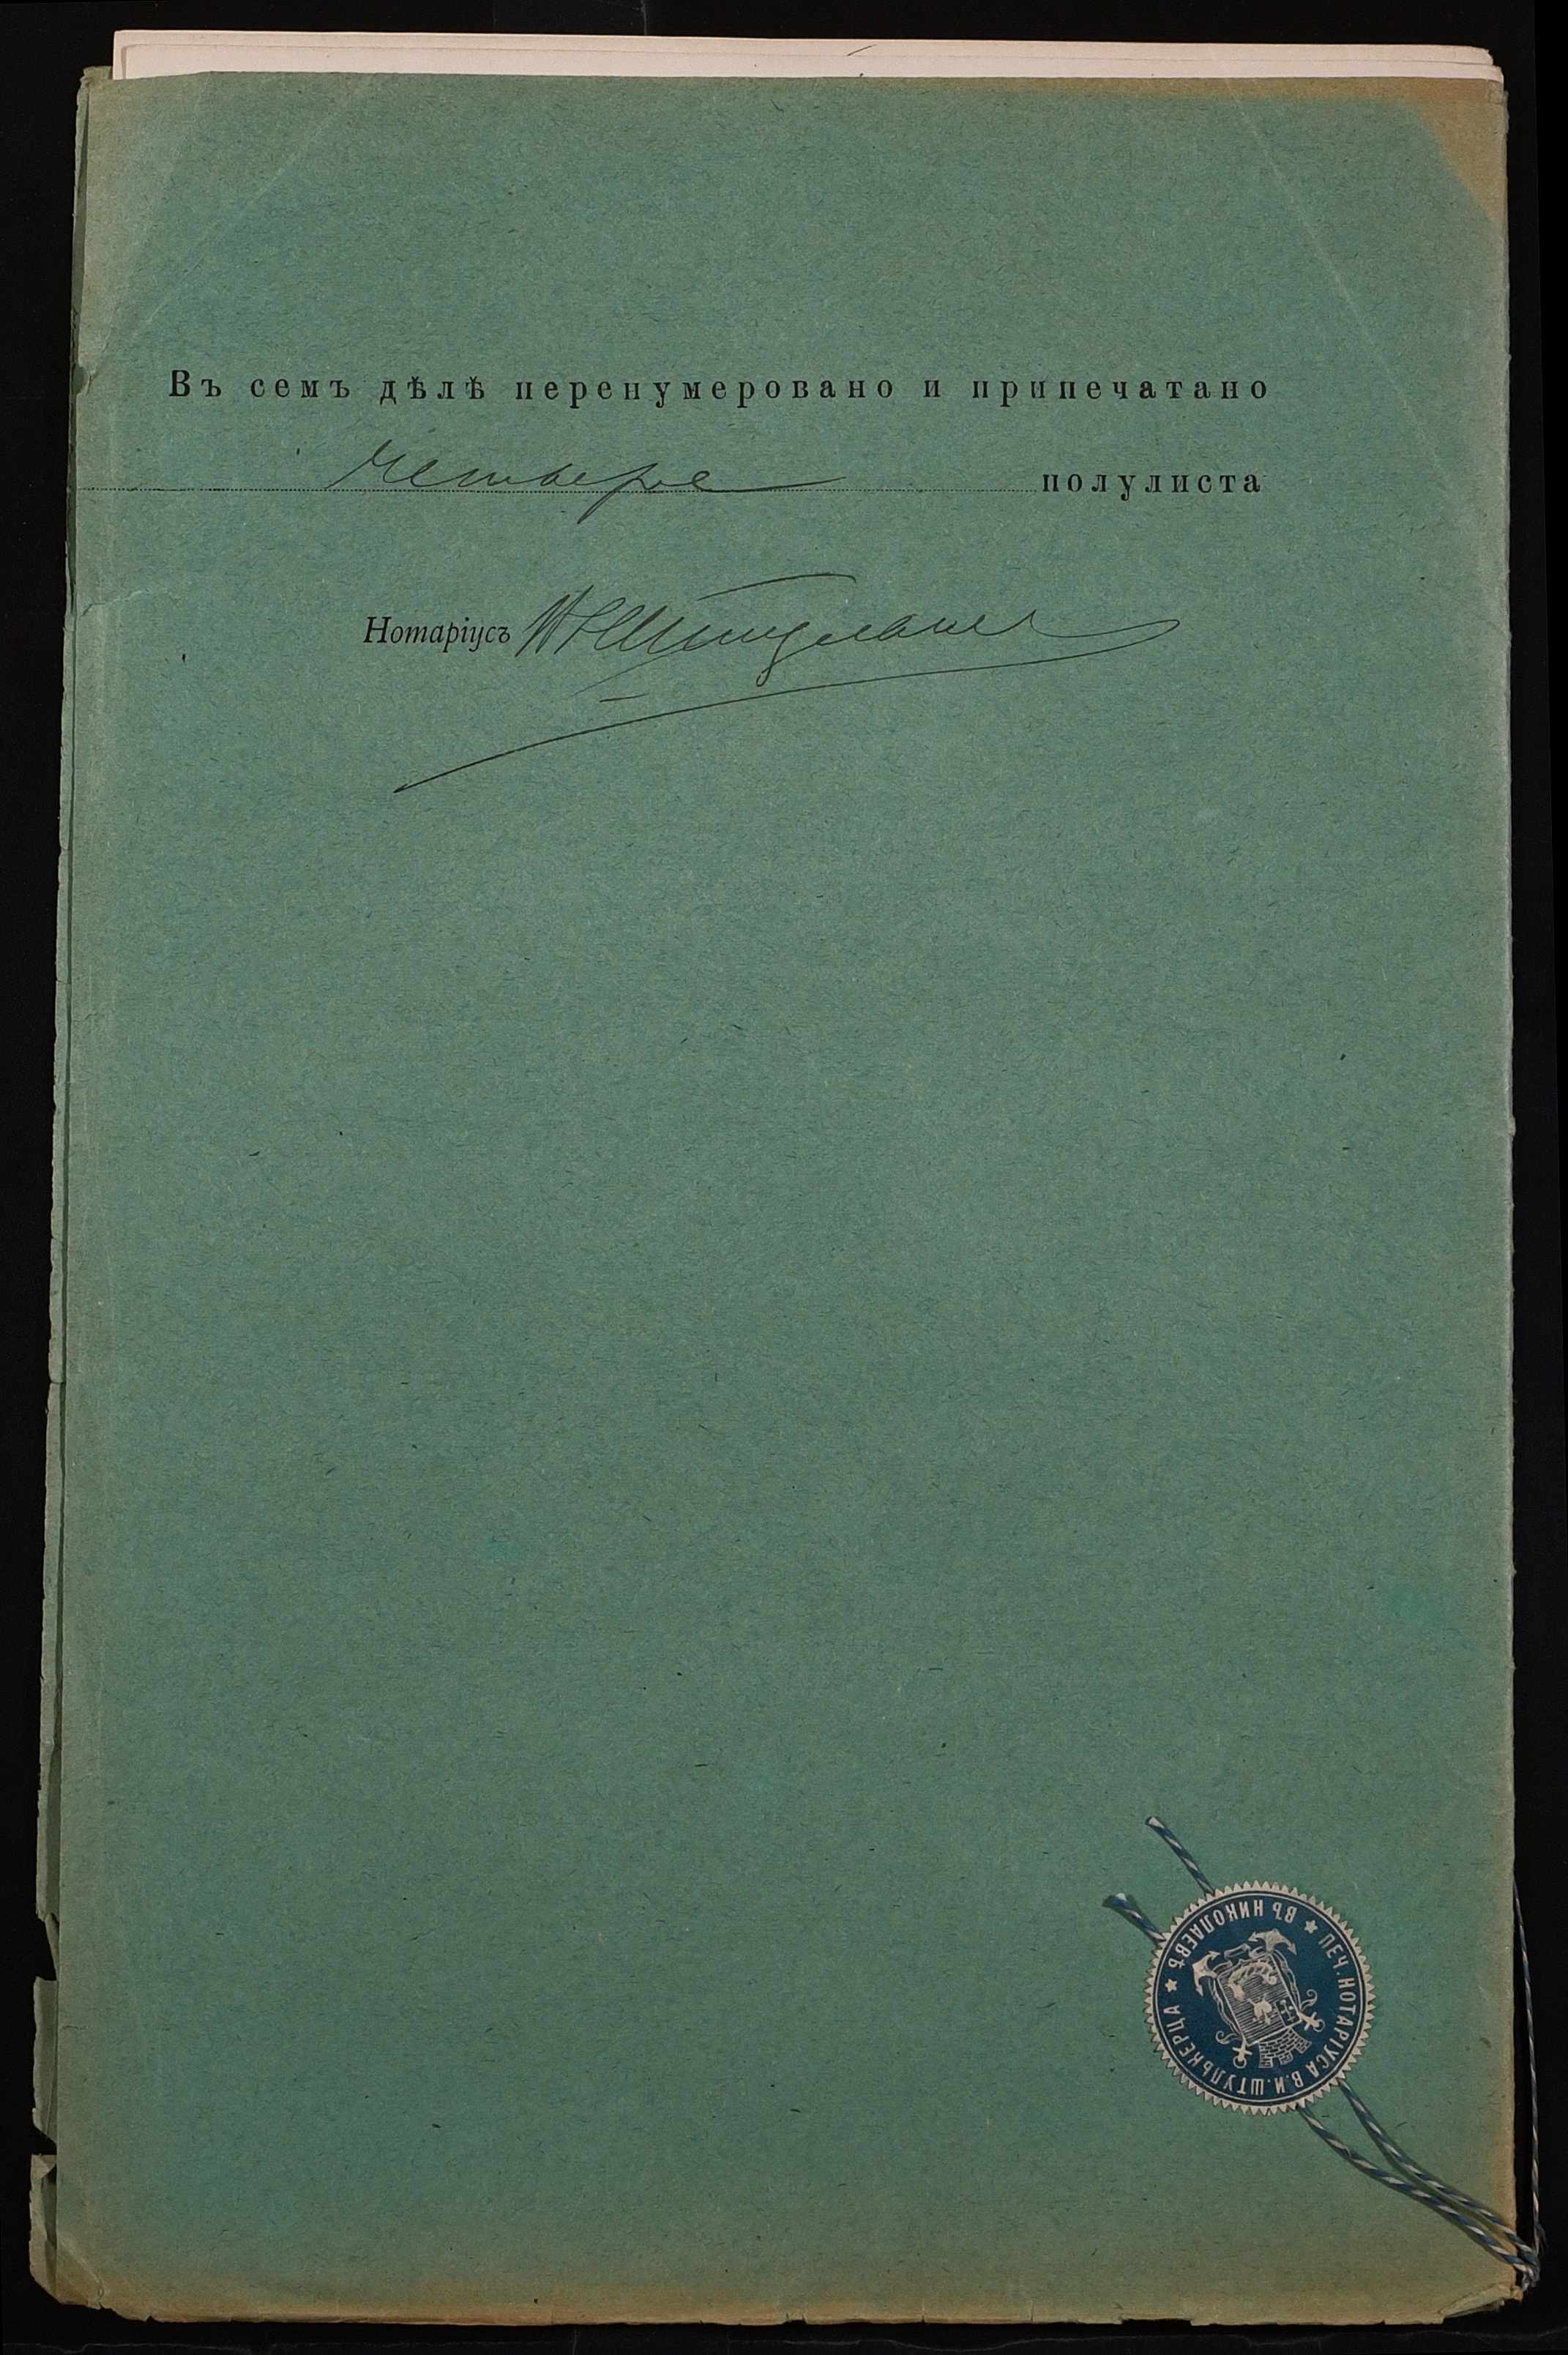 Въ семъ дѣлѣ перенумеровано и припечатано
четыре полулиста
Нотаріусъ
ПЕЧ. НОТАРІУСА В. И. ШТУЛЬКЕРЦА
ВЪ НИКОЛАЕВѢ